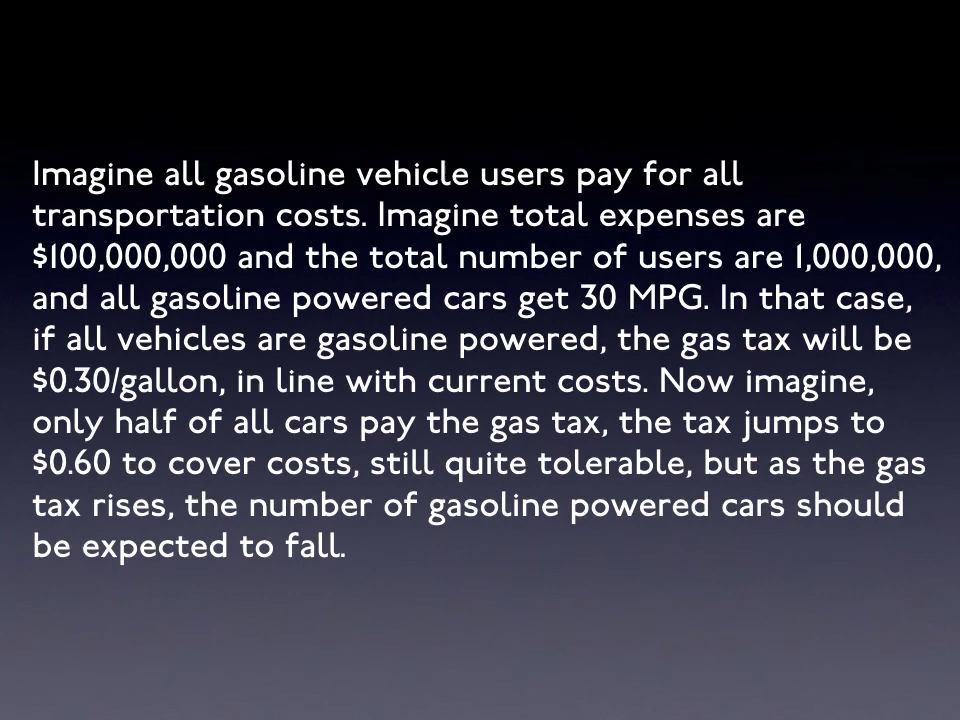 Imagine all gasoline vehicle users pay for all
transportation costs. Imagine total expenses are
$100,000,000 and the total number of users are 1,000,000,
and all gasoline powered cars get 30 MPG. In that case,
if all vehicles are gasoline powered, the gas tax will be
$0.30/gallon, in line with current costs. Now imagine,
only half of all cars pay the gas tax, the tax jumps to
$0.60 to cover costs, still quite tolerable, but as the gas
tax rises, the number of gasoline powered cars should
be expected to fall.